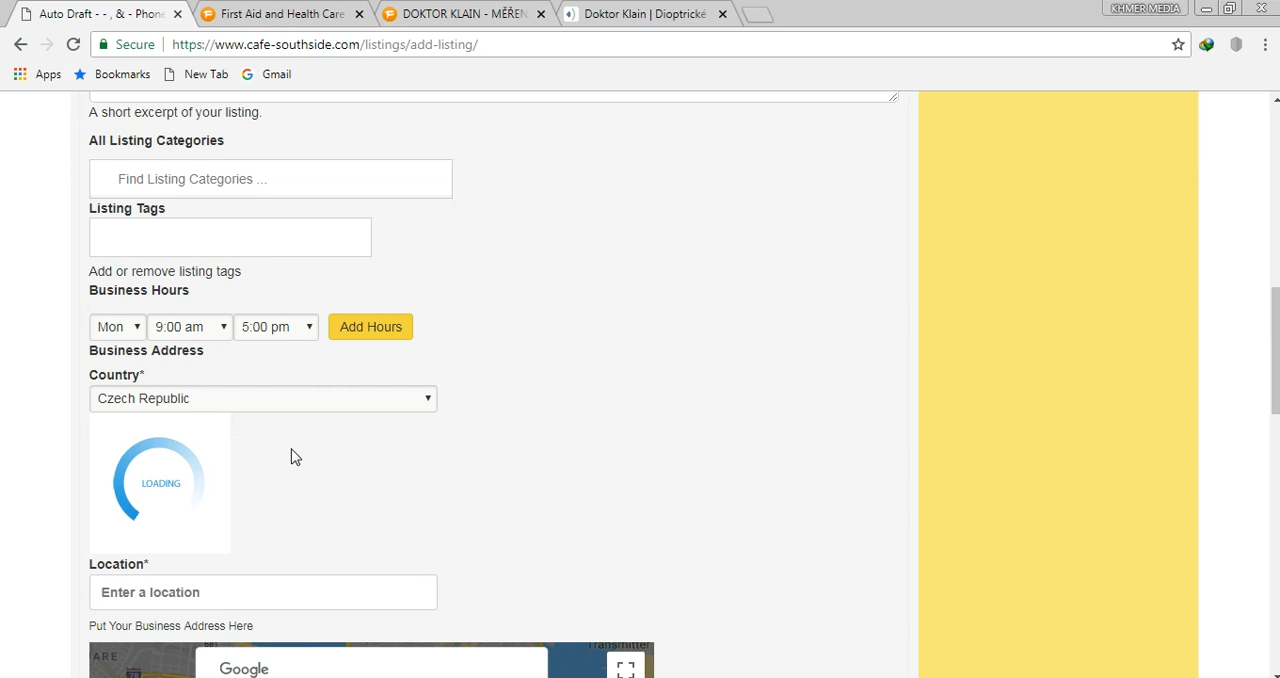 Auto Draft - - , & - Phone
First Aid and Health Care
DOKTOR KLAIN - MĚŘEN
Doktor Klain | Dioptrické
KHMER MEDIA
Secure
https://www.cafe-southside.com/listings/add-listing/
Apps
Bookmarks
New Tab
Gmail
A short excerpt of your listing.
All Listing Categories
Find Listing Categories ...
Listing Tags
Add or remove listing tags
Business Hours
Mon
9:00 am
5:00 pm
Add Hours
Business Address
Country*
Czech Republic
LOADING
Location*
Enter a location
Put Your Business Address Here
Transmitter
ARE
Google
78